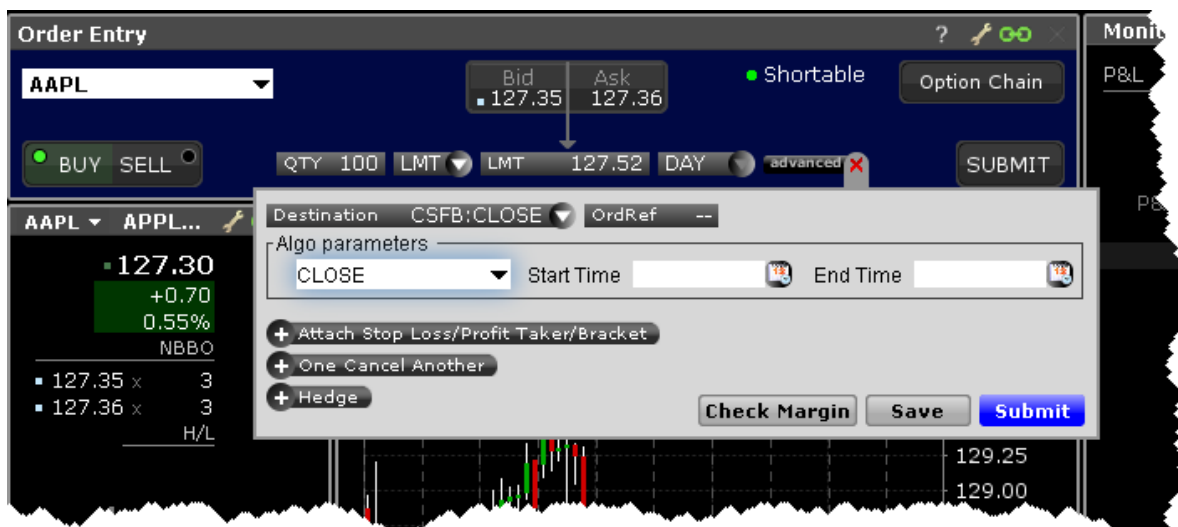 Order Entry ?
AAPL
Bid Ask
127.35 127.36
Shortable
Option Chain
BUY SELL
QTY 100 LMT LMT 127.52 DAY advanced
SUBMIT
AAPL APPL...
127.30
+0.70
0.55%
NBBO
127.35 x 3
127.36 x 3
H/L
Destination CSFB:CLOSE OrdRef --
Algo parameters
CLOSE Start Time End Time
+ Attach Stop Loss/Profit Taker/Bracket
+ One Cancel Another
+ Hedge
Check Margin Save Submit
129.25
129.00
P&L